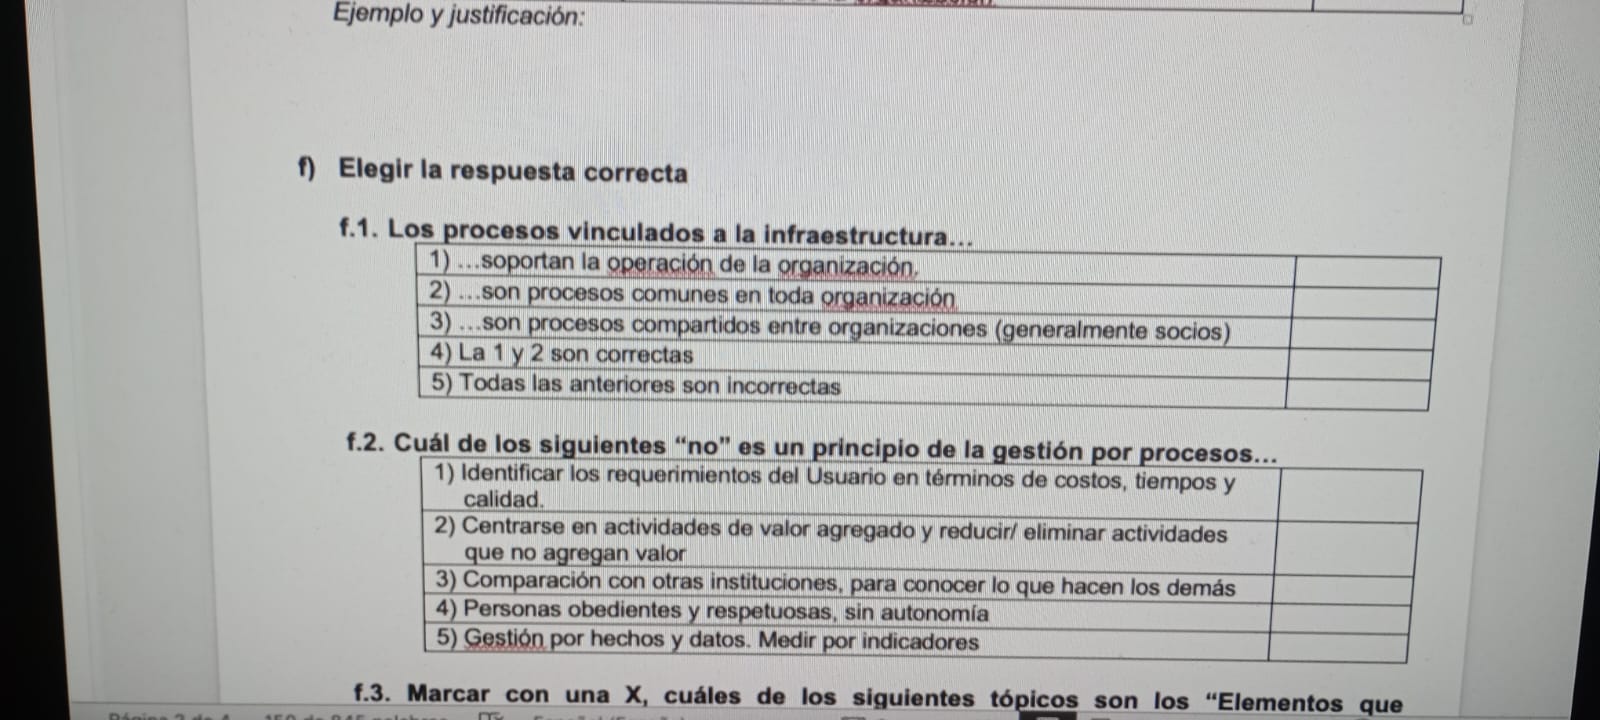 Ejemplo y justificación:
f) Elegir la respuesta correcta
f.1. Los procesos vinculados a la infraestructura...
1) ...soportan la operación de la organización.
2) ...son procesos comunes en toda organización
3) ...son procesos compartidos entre organizaciones (generalmente socios)
4) La 1 y 2 son correctas
5) Todas las anteriores son incorrectas
f.2. Cuál de los siguientes “no” es un principio de la gestión por procesos...
1) Identificar los requerimientos del Usuario en términos de costos, tiempos y
calidad.
2) Centrarse en actividades de valor agregado y reducir/ eliminar actividades
que no agregan valor
3) Comparación con otras instituciones, para conocer lo que hacen los demás
4) Personas obedientes y respetuosas, sin autonomía
5) Gestión por hechos y datos. Medir por indicadores
f.3. Marcar con una X, cuáles de los siguientes tópicos son los “Elementos que